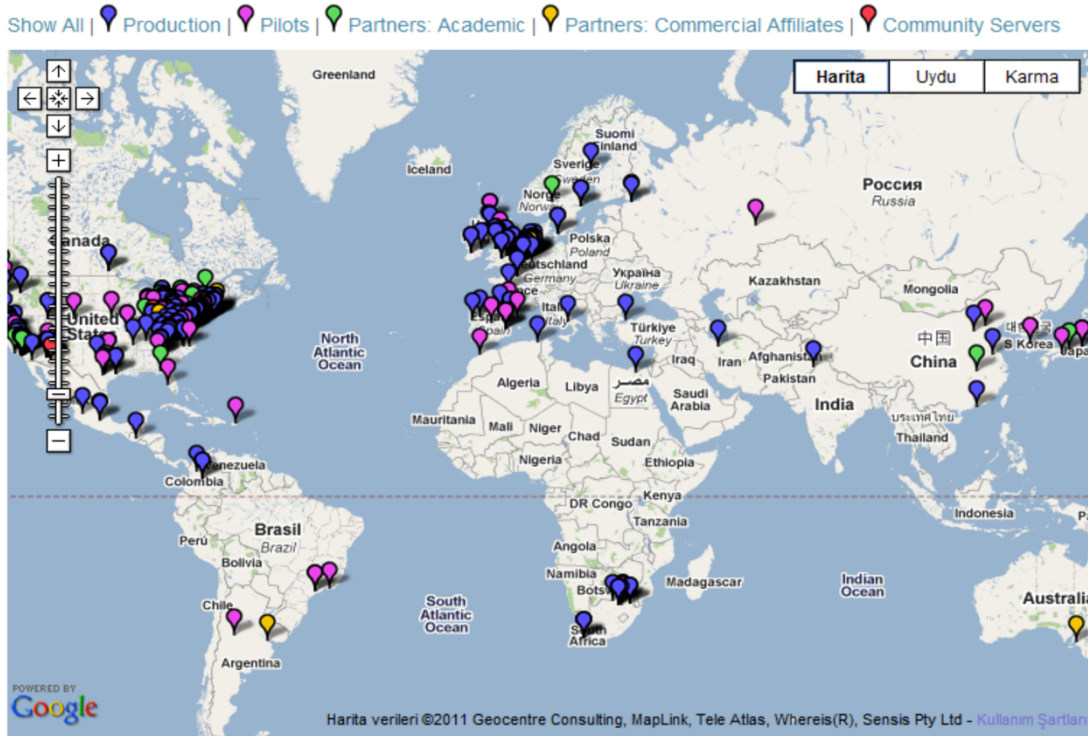 Show All | Production | Pilots | Partners: Academic | Partners: Commercial Affiliates | Community Servers
Harita Uydu Karma
Greenland
Suomi
Finland
Iceland
Sverige
Sweden
Norge
Norway
Россия
Russia
Canada
Polska
Poland
Deutschland
Germany
Україна
Ukraine
Kazakhstan
Mongolia
United
States
Italy
España
Spain
Türkiye
Turkey
North
Atlantic
Ocean
中国
China
S Korea
Iraq
Iran
Afghanistan
Pakistan
Algeria
Libya
مصر
Egypt
Saudi
Arabia
India
Mauritania
Mali
Niger
Chad
Sudan
ประเทศไทย
Thailand
Nigeria
Ethiopia
Venezuela
Colombia
Kenya
DR Congo
Tanzania
Indonesia
Brasil
Brazil
Perú
Angola
Bolivia
Namibia
Botsw
Madagascar
Indian
Ocean
Chile
South
Atlantic
Ocean
Australia
South
Africa
Argentina
POWERED BY
Google
Harita verileri ©2011 Geocentre Consulting, MapLink, Tele Atlas, Whereis(R), Sensis Pty Ltd - Kullanım Şartları